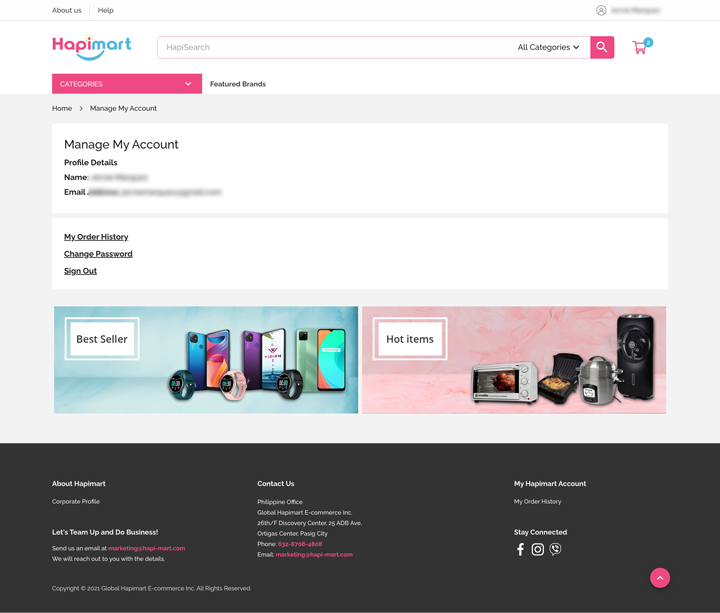 About us
Help
Hapimart
HapiSearch
All Categories
2
CATEGORIES
Featured Brands
Home
Manage My Account
Manage My Account
Profile Details
Name:
Email
My Order History
Change Password
Sign Out
Best Seller
Hot items
About Hapimart
Corporate Profile
Let's Team Up and Do Business!
Send us an email at marketing@hapi-mart.com
We will reach out to you with the details.
Contact Us
Philippine Office
Global Hapimart E-commerce Inc.
26th/F Discovery Center, 25 ADB Ave,
Ortigas Center, Pasig City
Phone: 632-8706-4808
Email: marketing@hapi-mart.com
My Hapimart Account
My Order History
Stay Connected
Copyright © 2021 Global Hapimart E-commerce Inc. All Rights Reserved.